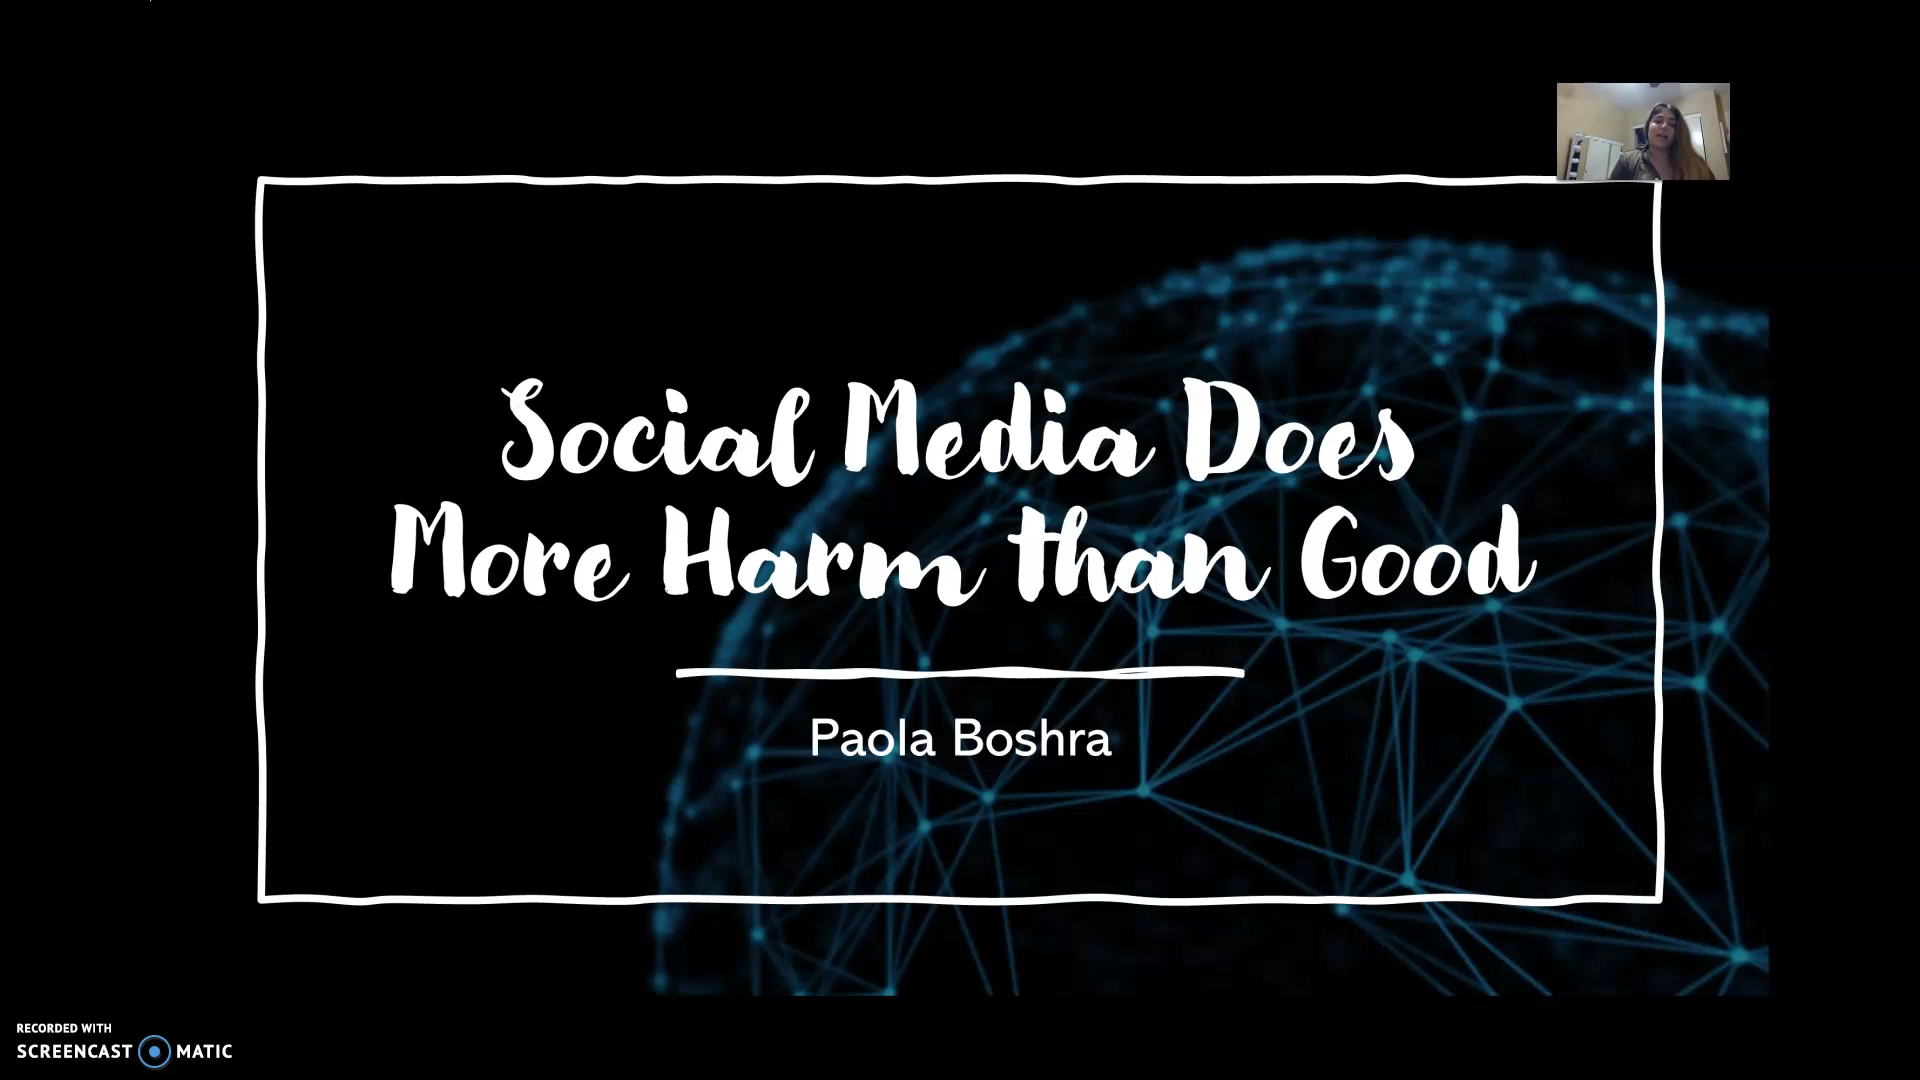 Social Media Does
More Harm than Good
Paola Boshra
RECORDED WITH
SCREENCAST MATIC